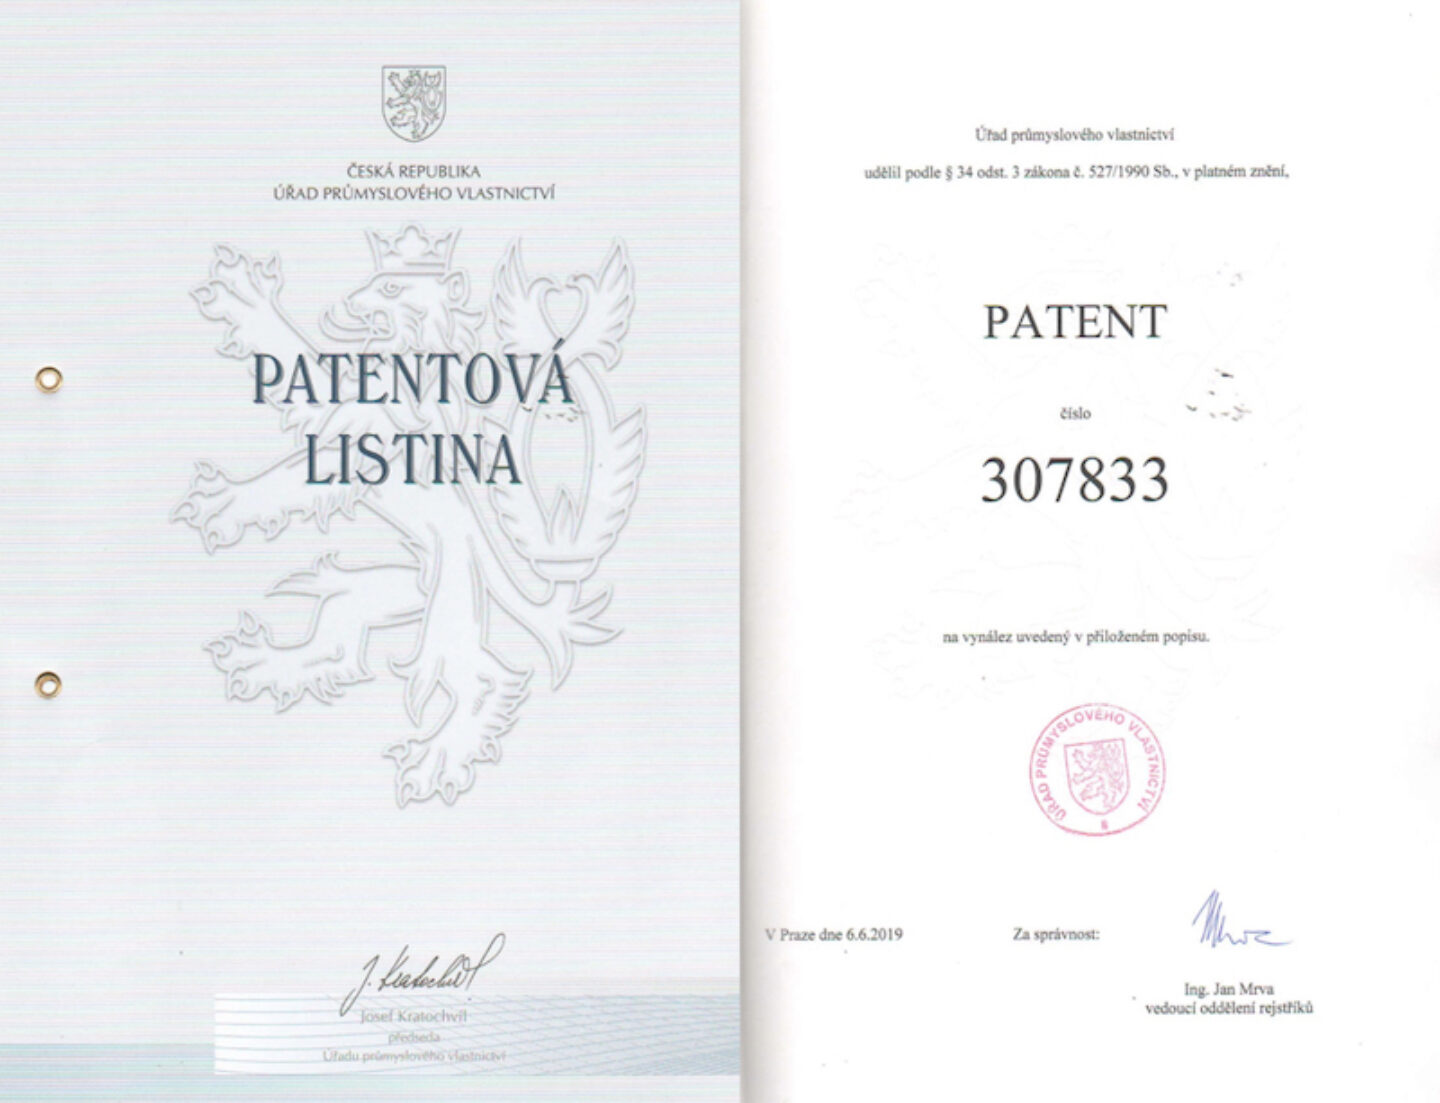 ČESKÁ REPUBLIKA
ÚŘAD PRŮMYSLOVÉHO VLASTNICTVÍ
PATENTOVÁ
LISTINA
J. Kratochvíl
Josef Kratochvíl
předseda
Úřadu průmyslového vlastnictví
Úřad průmyslového vlastnictví
udělil podle § 34 odst. 3 zákona č. 527/1990 Sb., v platném znění,
PATENT
číslo
307833
na vynález uvedený v přiloženém popisu.
ÚŘAD PRŮMYSLOVÉHO VLASTNICTVÍ
8
V Praze dne 6.6.2019
Za správnost:
Ing. Jan Mrva
vedoucí oddělení rejstříků